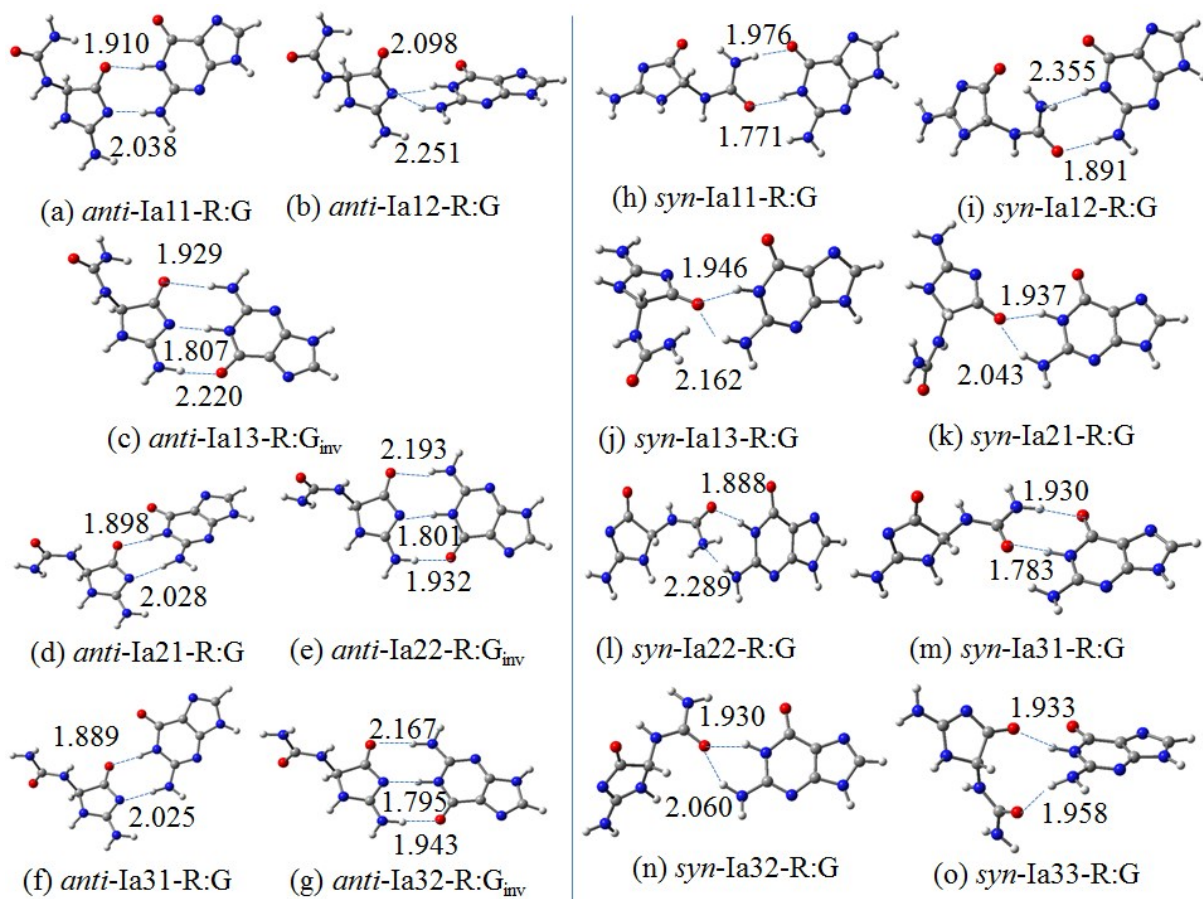 1.910
2.038
(a) anti-Ia11-R:G
2.098
2.251
(b) anti-Ia12-R:G
1.929
1.807
2.220
(c) anti-Ia13-R:Ginv
1.898
2.028
(d) anti-Ia21-R:G
2.193
1.801
1.932
(e) anti-Ia22-R:Ginv
1.889
2.025
(f) anti-Ia31-R:G
2.167
1.795
1.943
(g) anti-Ia32-R:Ginv
1.976
1.771
(h) syn-Ia11-R:G
2.355
1.891
(i) syn-Ia12-R:G
1.946
2.162
(j) syn-Ia13-R:G
1.937
2.043
(k) syn-Ia21-R:G
1.888
2.289
(l) syn-Ia22-R:G
1.930
1.783
(m) syn-Ia31-R:G
1.930
2.060
(n) syn-Ia32-R:G
1.933
1.958
(o) syn-Ia33-R:G